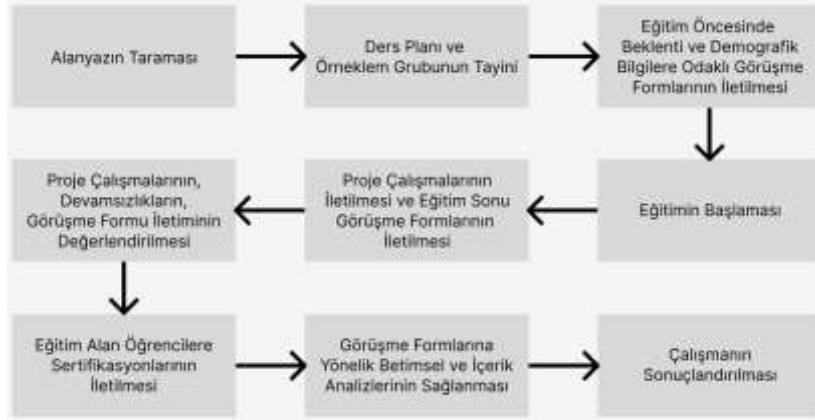 Alanyazın Taraması
Ders Planı ve
Örneklem Grubunun Tayini
Eğitim Öncesinde
Beklenti ve Demografik
Bilgilere Odaklı Görüşme
Formlarının İletilmesi
Eğitimin Başlaması
Proje Çalışmalarının
İletilmesi ve Eğitim Sonu
Görüşme Formlarının
İletilmesi
Proje Çalışmalarının,
Devamsızlıkların,
Görüşme Formu İletiminin
Değerlendirilmesi
Eğitim Alan Öğrencilere
Sertifikasyonlarının
İletilmesi
Görüşme Formlarına
Yönelik Betimsel ve İçerik
Analizlerinin Sağlanması
Çalışmanın
Sonuçlandırılması